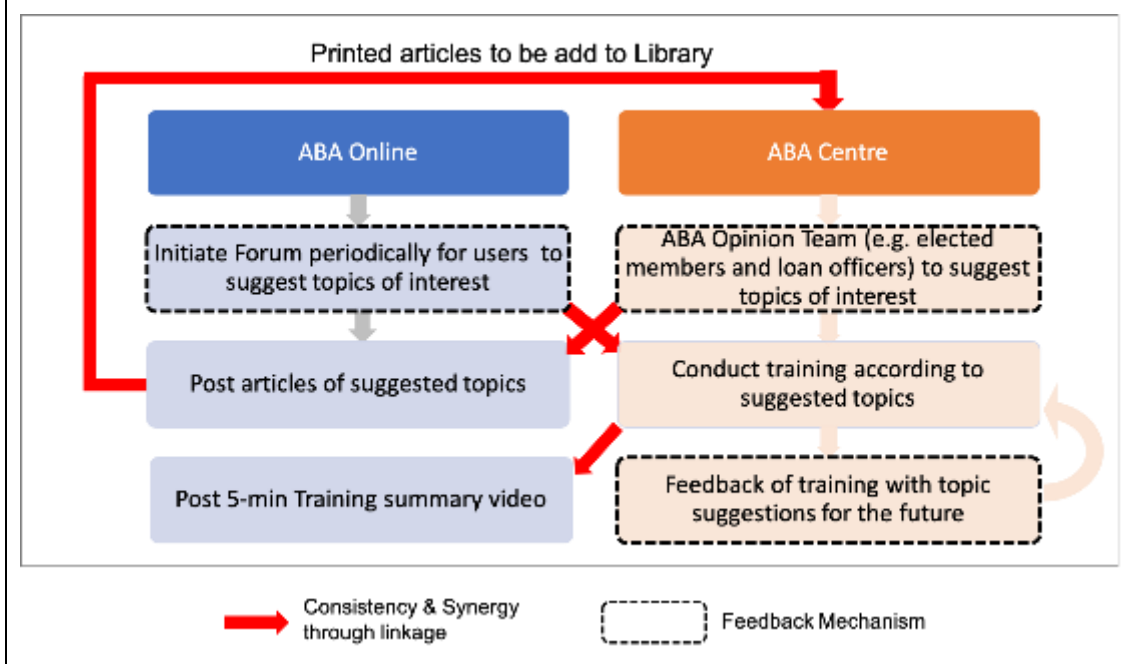 Printed articles to be add to Library
ABA Online
ABA Centre
Initiate Forum periodically for users to
suggest topics of interest
ABA Opinion Team (e.g. elected
members and loan officers) to suggest
topics of interest
Post articles of suggested topics
Conduct training according to
suggested topics
Post 5-min Training summary video
Feedback of training with topic
suggestions for the future
Consistency & Synergy
through linkage
Feedback Mechanism